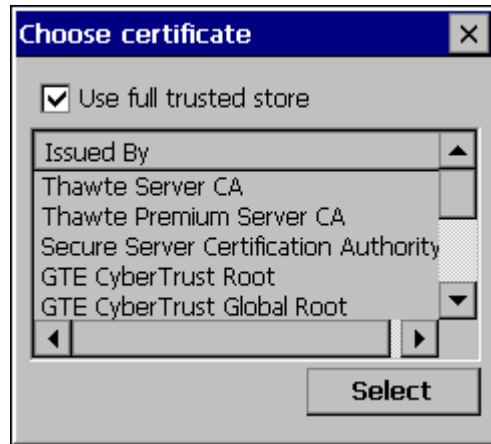 Choose certificate
Use full trusted store
Issued By
Thawte Server CA
Thawte Premium Server CA
Secure Server Certification Authority
GTE CyberTrust Root
GTE CyberTrust Global Root
Select